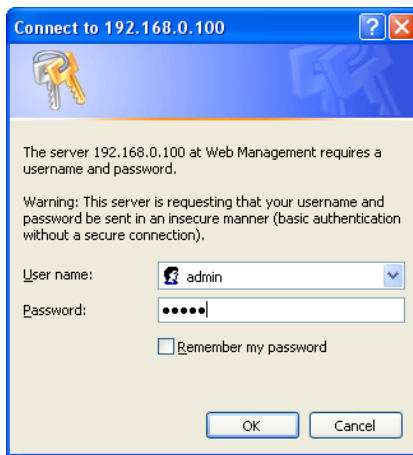 Connect to 192.168.0.100
The server 192.168.0.100 at Web Management requires a
username and password.
Warning: This server is requesting that your username and
password be sent in an insecure manner (basic authentication
without a secure connection).
User name:
admin
Password:
•••••
Remember my password
OK
Cancel